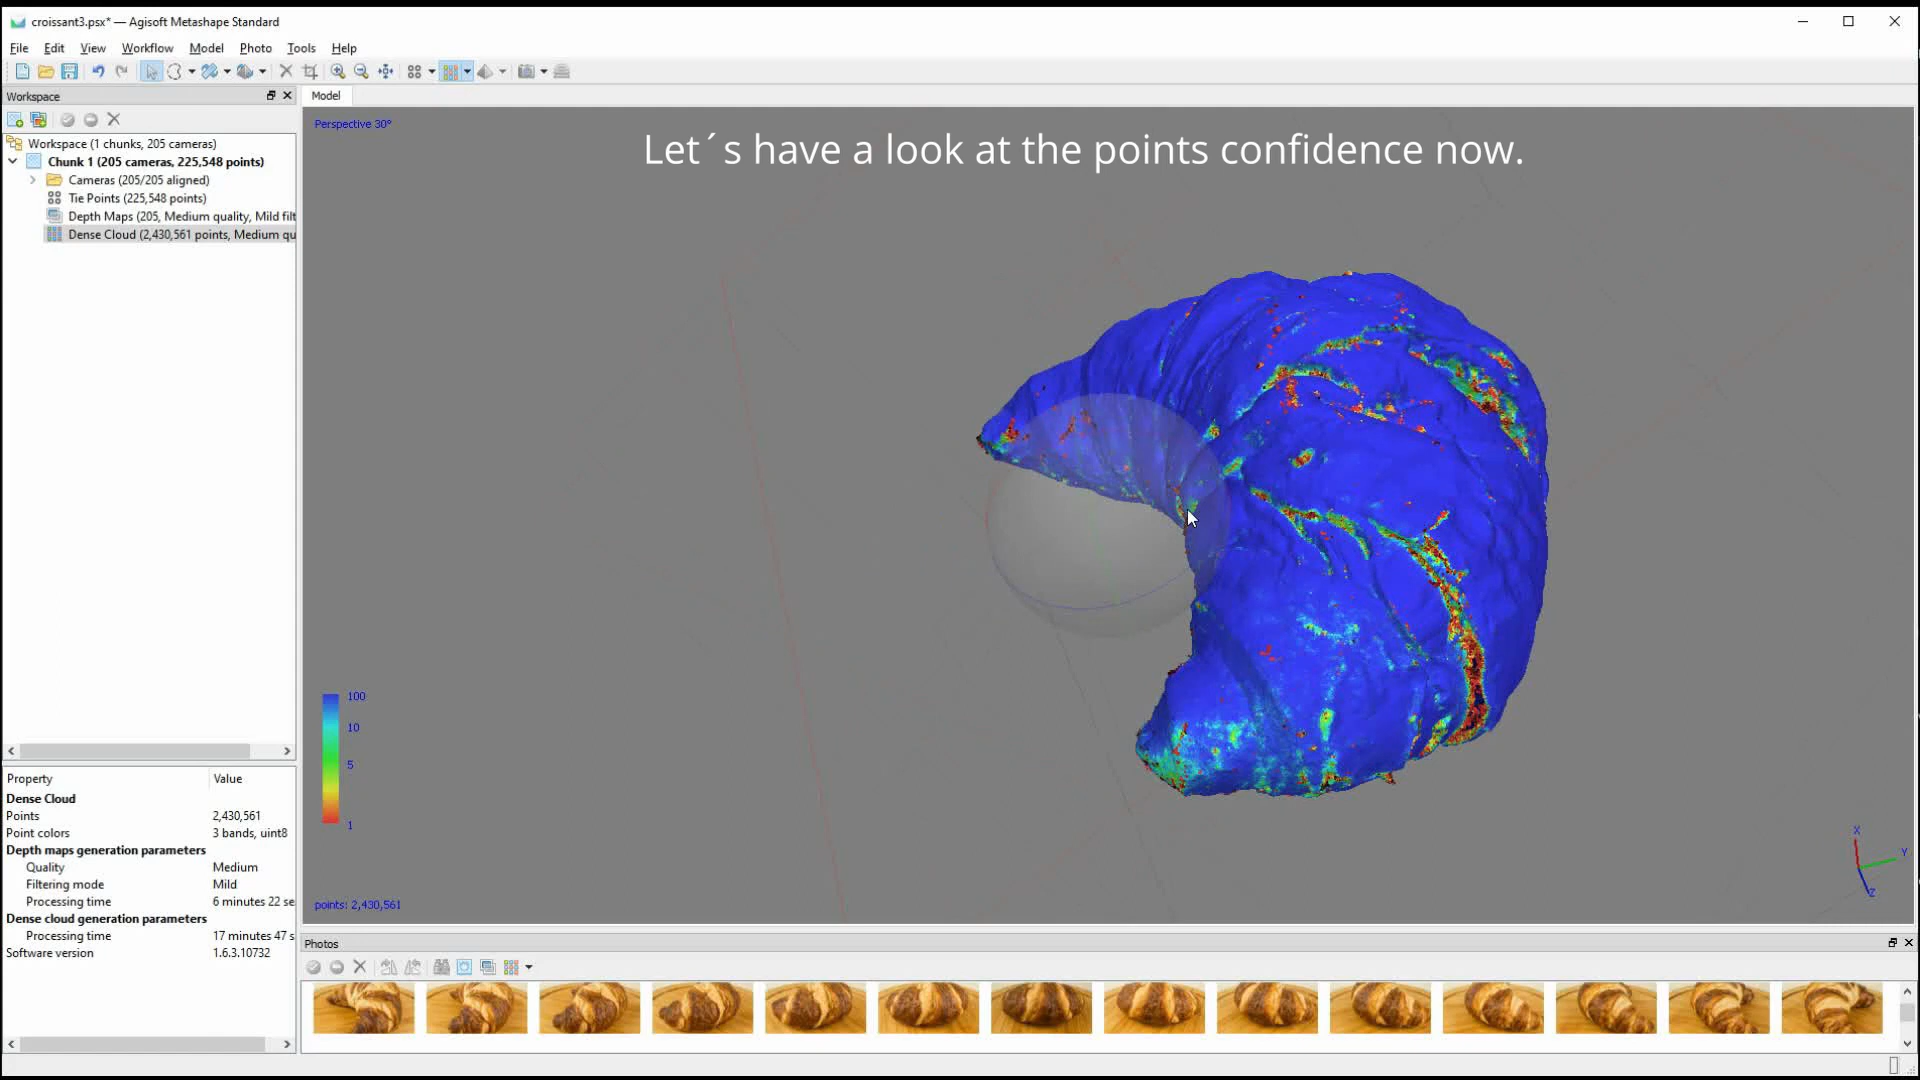 croissant3.psx* — Agisoft Metashape Standard
File Edit View Workflow Model Photo Tools Help
Workspace
Model
Workspace (1 chunks, 205 cameras)
Chunk 1 (205 cameras, 225,548 points)
Cameras (205/205 aligned)
Tie Points (225,548 points)
Depth Maps (205, Medium quality, Mild filt
Dense Cloud (2,430,561 points, Medium qu
Perspective 30°
Let´s have a look at the points confidence now.
100
10
5
1
points: 2,430,561
X
Y
Z
Property Value
Dense Cloud
Points 2,430,561
Point colors 3 bands, uint8
Depth maps generation parameters
Quality Medium
Filtering mode Mild
Processing time 6 minutes 22 se
Dense cloud generation parameters
Processing time 17 minutes 47 s
Software version 1.6.3.10732
Photos